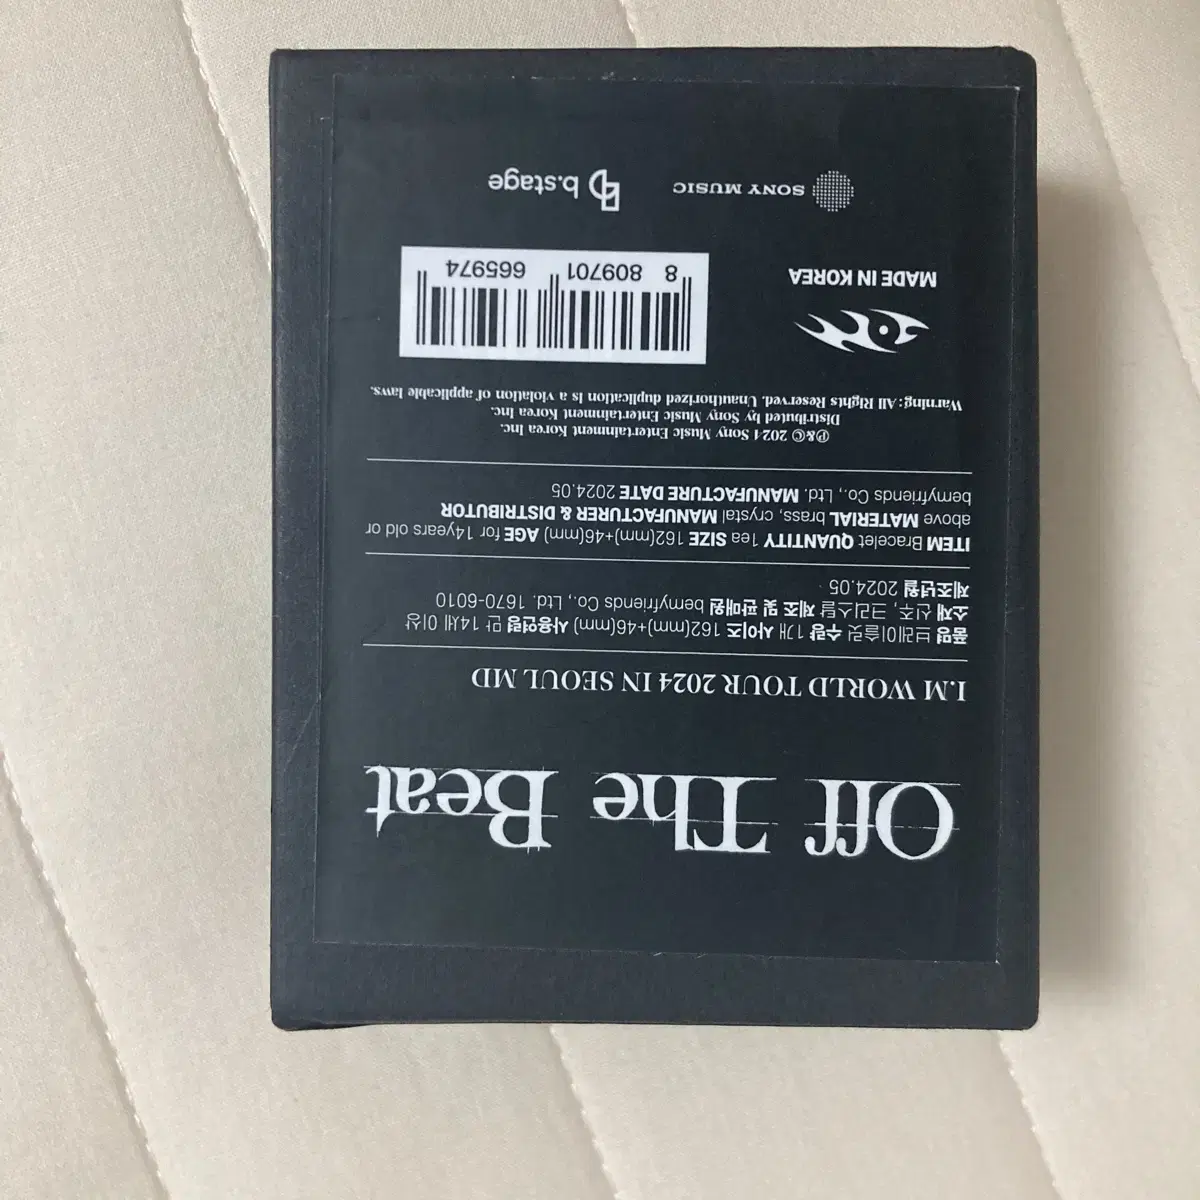 Off The Beat
I.M WORLD TOUR 2024 IN SEOUL MD
품명 브레이슬릿 수량 1개 사이즈 162(mm)+46(mm) 사용연령 만 14세 이상
소재 신주, 크리스탈 제조 및 판매원 bemyfriends Co., Ltd. 1670-6010
제조년월 2024.05
ITEM Bracelet QUANTITY 1ea SIZE 162(mm)+46(mm) AGE for 14years old or
above MATERIAL brass, crystal MANUFACTURER & DISTRIBUTOR
bemyfriends Co., Ltd. MANUFACTURE DATE 2024.05
℗&© 2024 Sony Music Entertainment Korea Inc.
Distributed by Sony Music Entertainment Korea Inc.
Warning: All Rights Reserved. Unauthorized duplication is a violation of applicable laws.
MADE IN KOREA
8 809701 665974
SONY MUSIC
b.stage